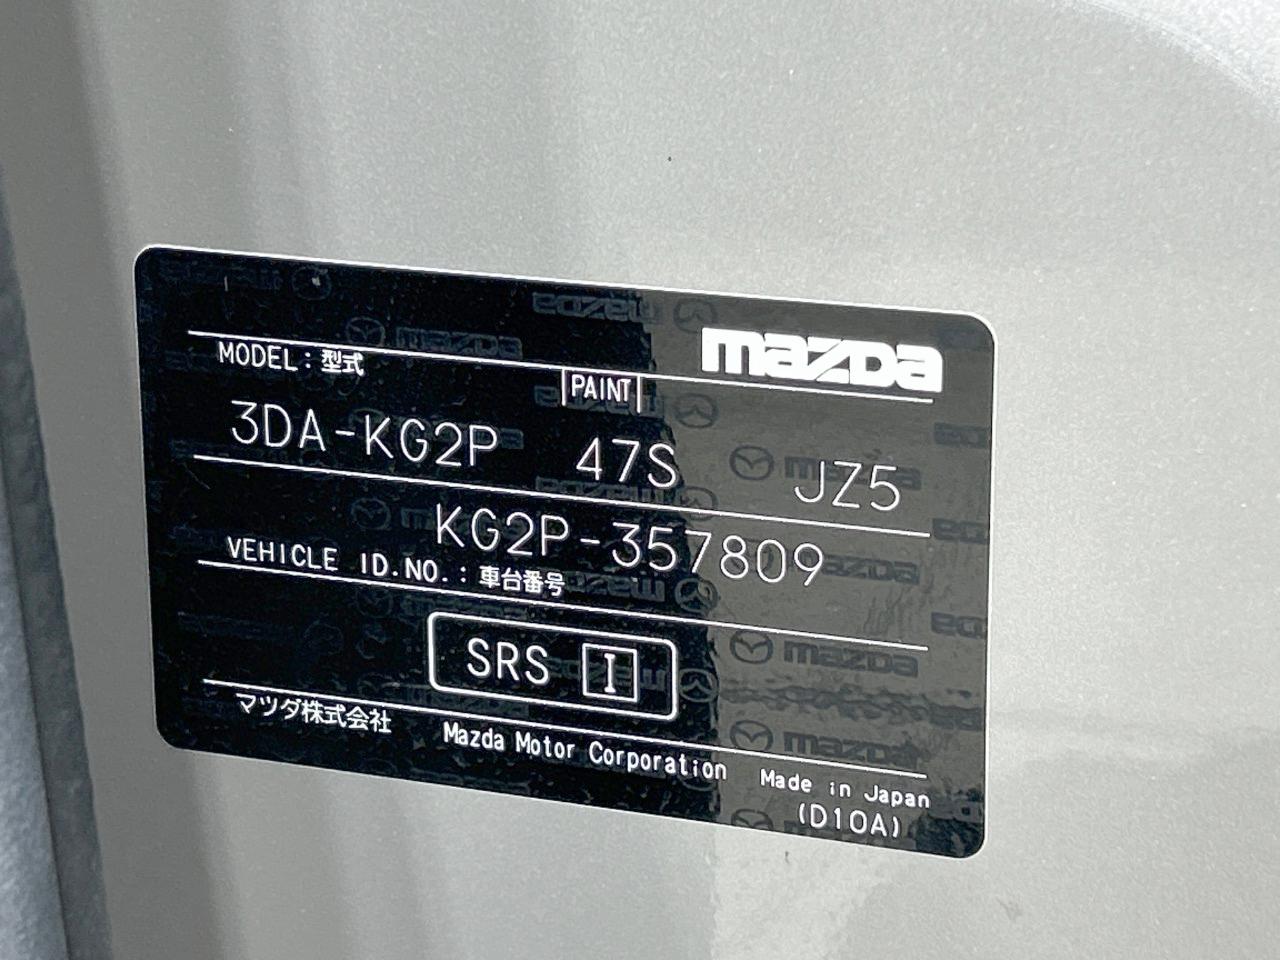 mazda
MODEL : 型式
PAINT
3DA-KG2P 47S JZ5
KG2P-357809
VEHICLE ID.NO. : 車台番号
SRS I
マツダ株式会社 Mazda Motor Corporation Made in Japan
(D10A)